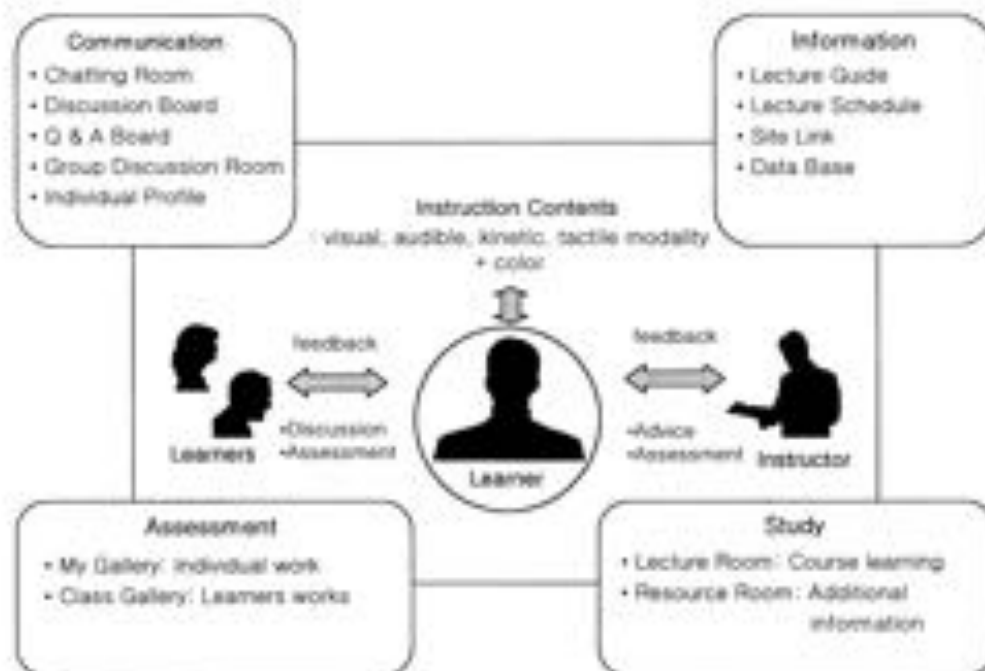 Communication
• Chatting Room
• Discussion Board
• Q & A Board
• Group Discussion Room
• Individual Profile
Information
• Lecture Guide
• Lecture Schedule
• Site Link
• Data Base
Instruction Contents
: visual, audible, kinetic, tactile modality
+ color
feedback
•Discussion
•Assessment
Learners
Learner
feedback
•Advice
•Assessment
Instructor
Assessment
• My Gallery: individual work
• Class Gallery: Learners works
Study
• Lecture Room: Course learning
• Resource Room: Additional
information